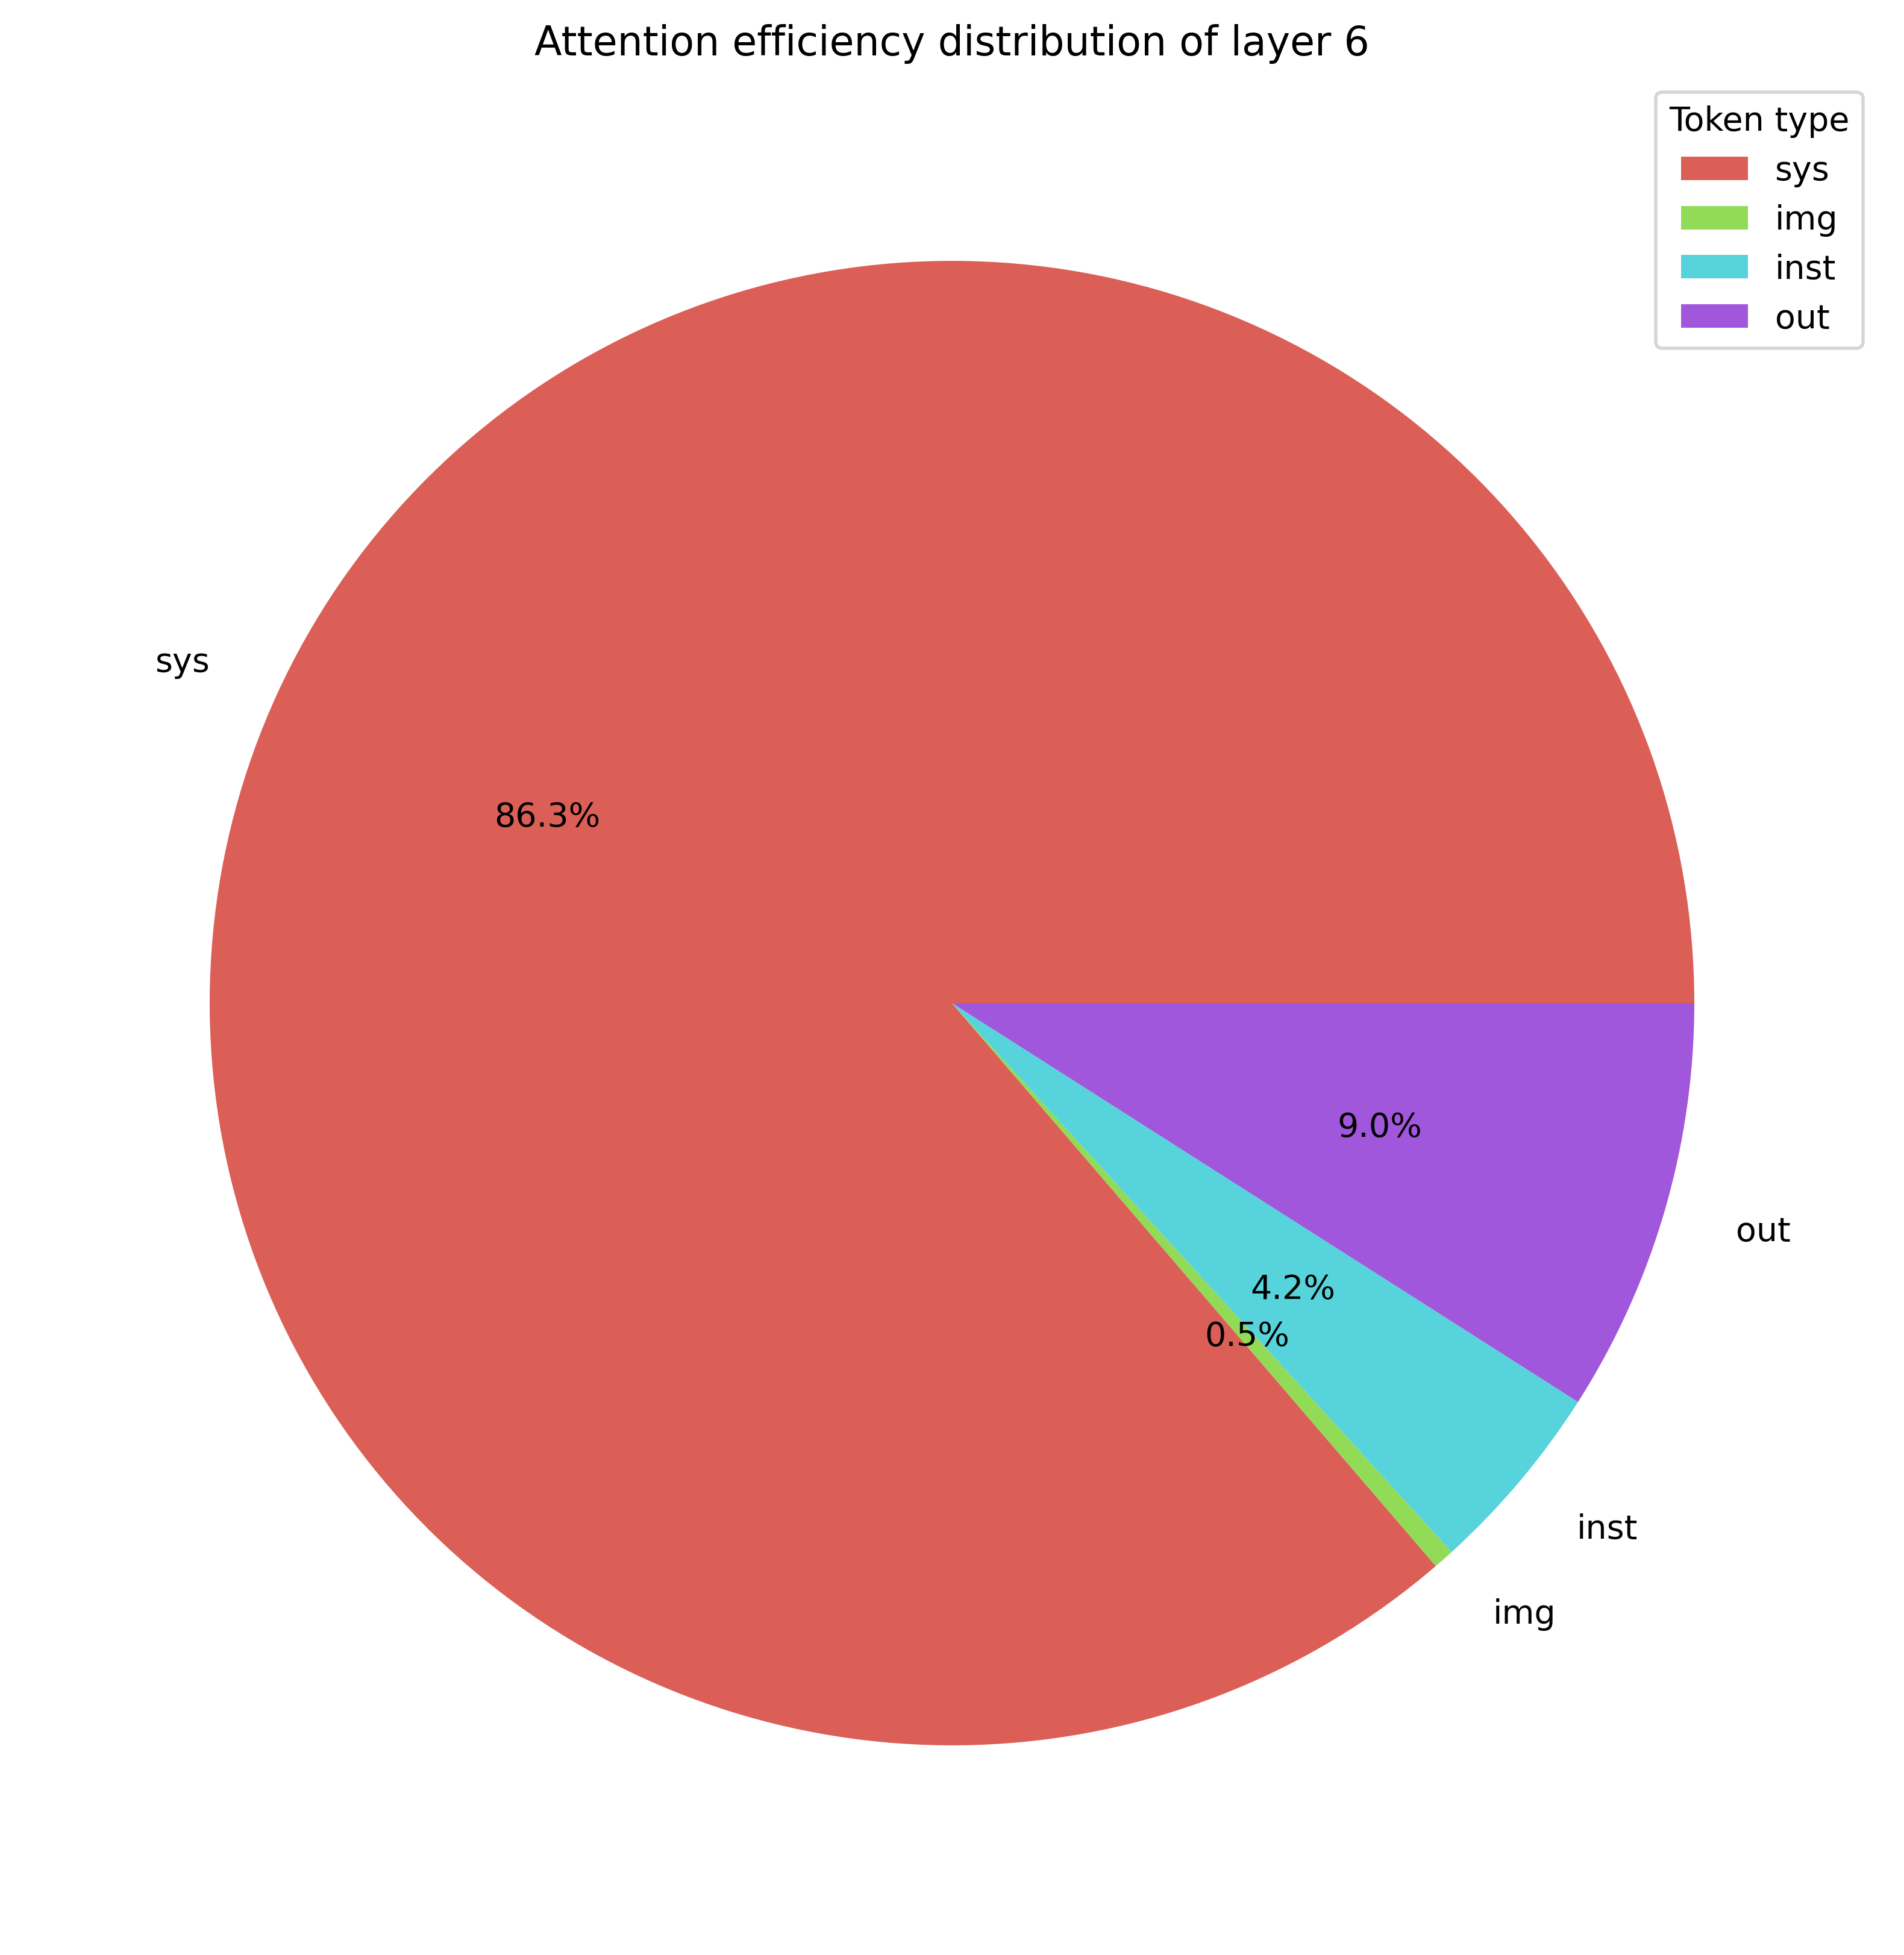 Attention efficiency distribution of layer 6
Token type
sys
img
inst
out
sys
86.3%
9.0%
out
4.2%
0.5%
inst
img